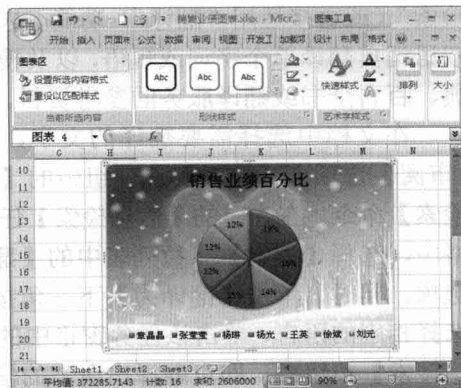 销售业绩图表.xlsx - Micr... 图表工具
开始 插入 页面布 公式 数据 审阅 视图 开发工 加载项 设计 布局 格式
图表区
设置所选内容格式
重设以匹配样式
当前所选内容
Abc Abc Abc
形状样式
快速样式
艺术字样式
排列 大小
图表 4 fx
G H I J K L M N
10
11
12
13
14
15
16
17
18
19
20
21
销售业绩百分比
12% 19%
12% 16%
12%
15% 14%
章晶晶 张莹莹 杨琳 杨光 王英 徐斌 刘元
Sheet1 Sheet2 Sheet3
平均值: 372285.7143 计数: 16 求和: 2606000 90%